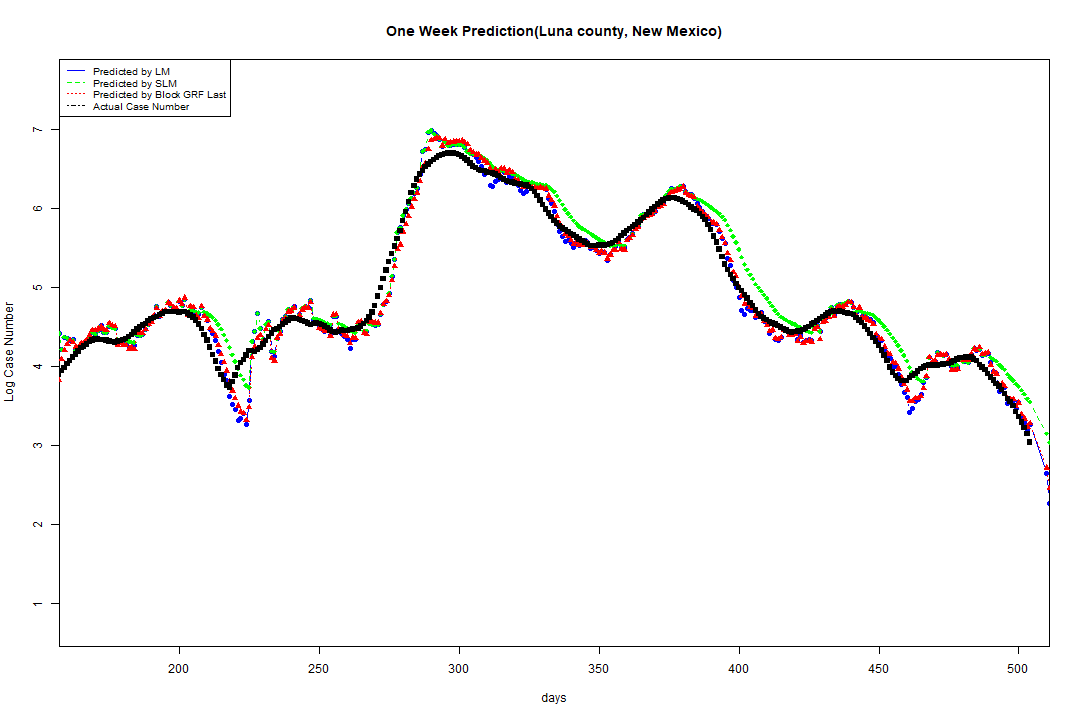 One Week Prediction(Luna county, New Mexico)
Predicted by LM
Predicted by SLM
Predicted by Block GRF Last
Actual Case Number
7
6
5
4
3
2
1
Log Case Number
200 250 300 350 400 450 500
days